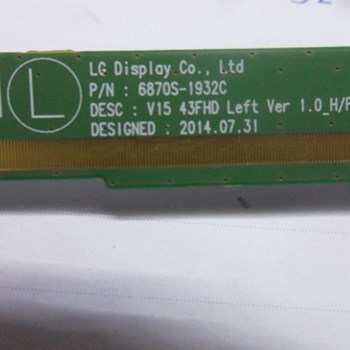 L
LG Display Co., Ltd
P/N : 6870S-1932C
DESC : V15 43FHD Left Ver 1.0_H/F
DESIGNED : 2014.07.31